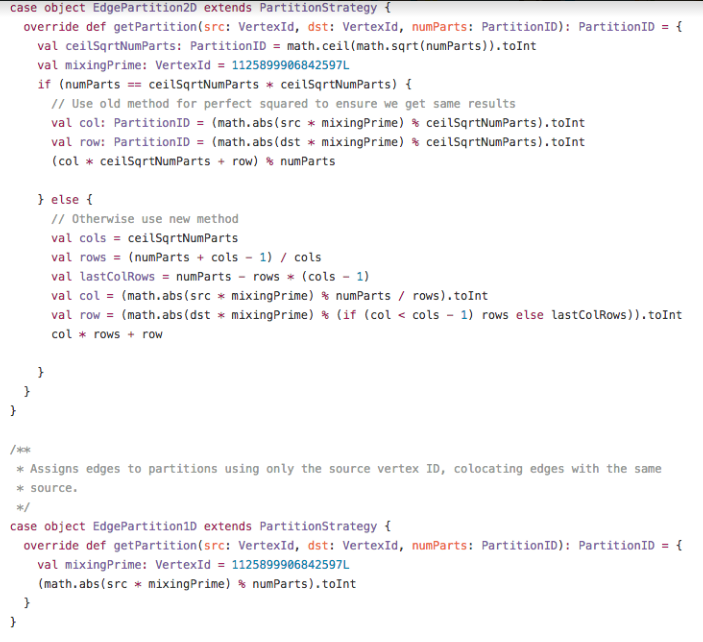 case object EdgePartition2D extends PartitionStrategy {
  override def getPartition(src: VertexId, dst: VertexId, numParts: PartitionID): PartitionID = {
    val ceilSqrtNumParts: PartitionID = math.ceil(math.sqrt(numParts)).toInt
    val mixingPrime: VertexId = 1125899906842597L
    if (numParts == ceilSqrtNumParts * ceilSqrtNumParts) {
      // Use old method for perfect squared to ensure we get same results
      val col: PartitionID = (math.abs(src * mixingPrime) % ceilSqrtNumParts).toInt
      val row: PartitionID = (math.abs(dst * mixingPrime) % ceilSqrtNumParts).toInt
      (col * ceilSqrtNumParts + row) % numParts

    } else {
      // Otherwise use new method
      val cols = ceilSqrtNumParts
      val rows = (numParts + cols - 1) / cols
      val lastColRows = numParts - rows * (cols - 1)
      val col = (math.abs(src * mixingPrime) % numParts / rows).toInt
      val row = (math.abs(dst * mixingPrime) % (if (col < cols - 1) rows else lastColRows)).toInt
      col * rows + row

    }
  }
}

/**
 * Assigns edges to partitions using only the source vertex ID, colocating edges with the same
 * source.
 */
case object EdgePartition1D extends PartitionStrategy {
  override def getPartition(src: VertexId, dst: VertexId, numParts: PartitionID): PartitionID = {
    val mixingPrime: VertexId = 1125899906842597L
    (math.abs(src * mixingPrime) % numParts).toInt
  }
}